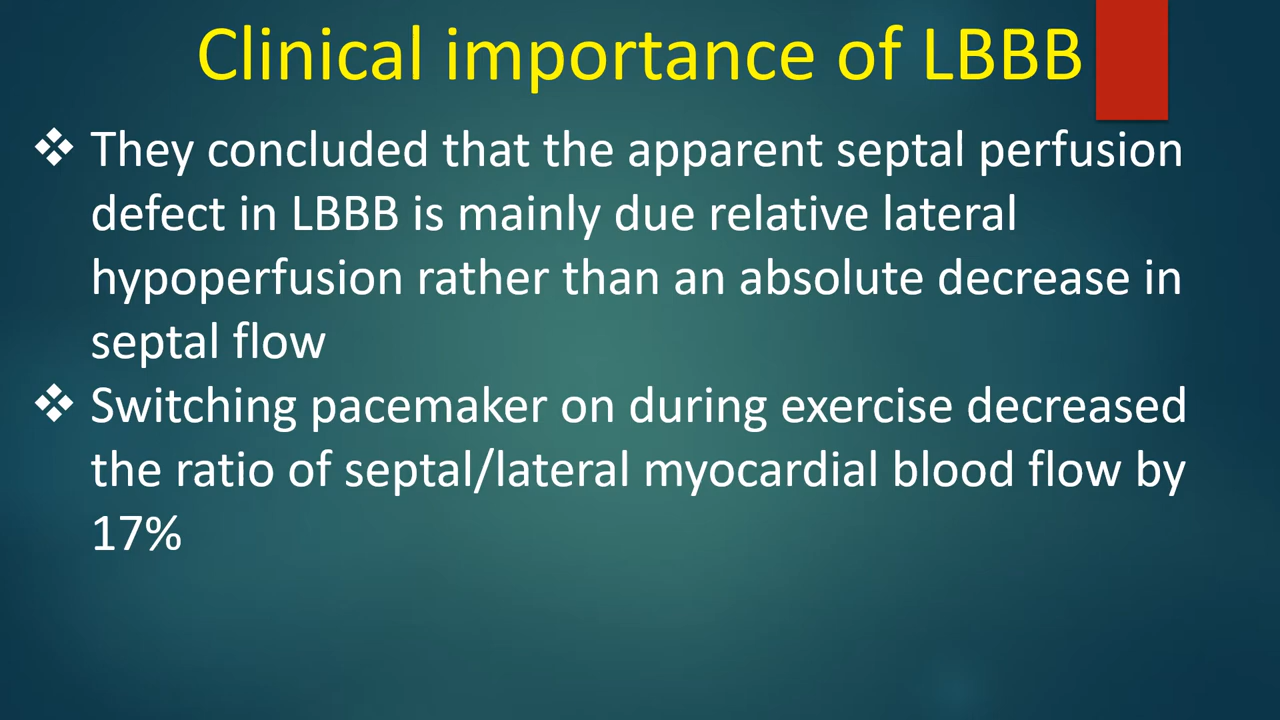 Clinical importance of LBBB
❖ They concluded that the apparent septal perfusion
defect in LBBB is mainly due relative lateral
hypoperfusion rather than an absolute decrease in
septal flow
❖ Switching pacemaker on during exercise decreased
the ratio of septal/lateral myocardial blood flow by
17%